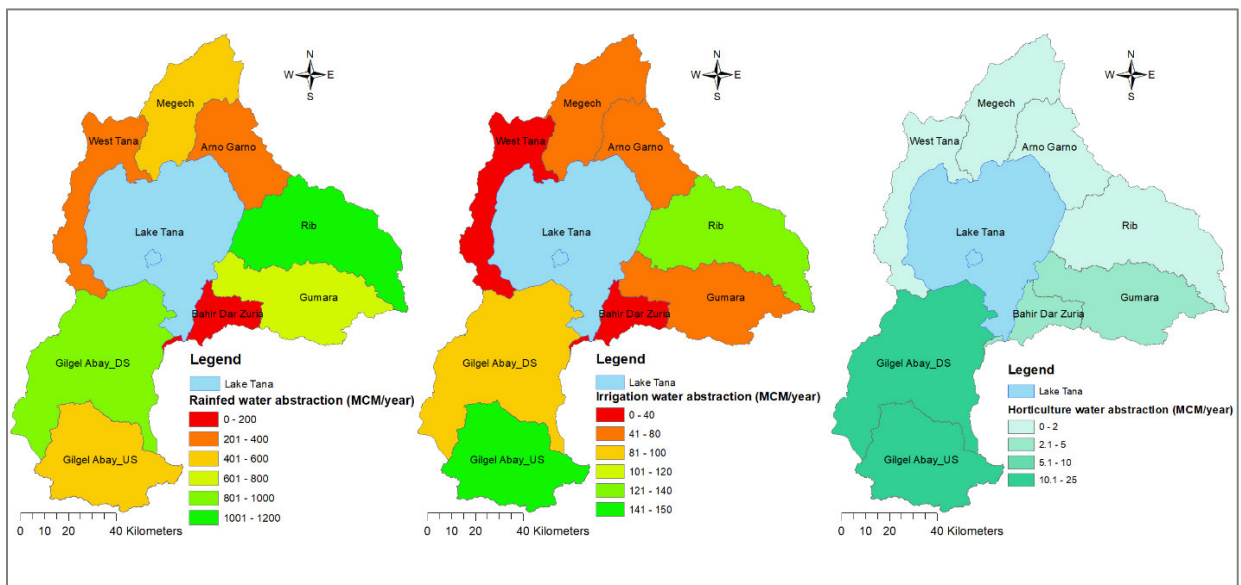 N
W E
S
Megech
West Tana
Arno Garno
Lake Tana
Rib
Gumara
Bahir Dar Zuria
Gilgel Abay_DS
Gilgel Abay_US
Legend
Lake Tana
Rainfed water abstraction (MCM/year)
0 - 200
201 - 400
401 - 600
601 - 800
801 - 1000
1001 - 1200
0 10 20 40 Kilometers
N
W E
S
Megech
West Tana
Arno Garno
Lake Tana
Rib
Gumara
Bahir Dar Zuria
Gilgel Abay_DS
Gilgel Abay_US
Legend
Lake Tana
Irrigation water abstraction (MCM/year)
0 - 40
41 - 80
81 - 100
101 - 120
121 - 140
141 - 150
0 10 20 40 Kilometers
N
W E
S
Megech
West Tana
Arno Garno
Lake Tana
Rib
Gumara
Bahir Dar Zuria
Gilgel Abay_DS
Gilgel Abay_US
Legend
Lake Tana
Horticulture water abstraction (MCM/year)
0 - 2
2.1 - 5
5.1 - 10
10.1 - 25
0 10 20 40 Kilometers